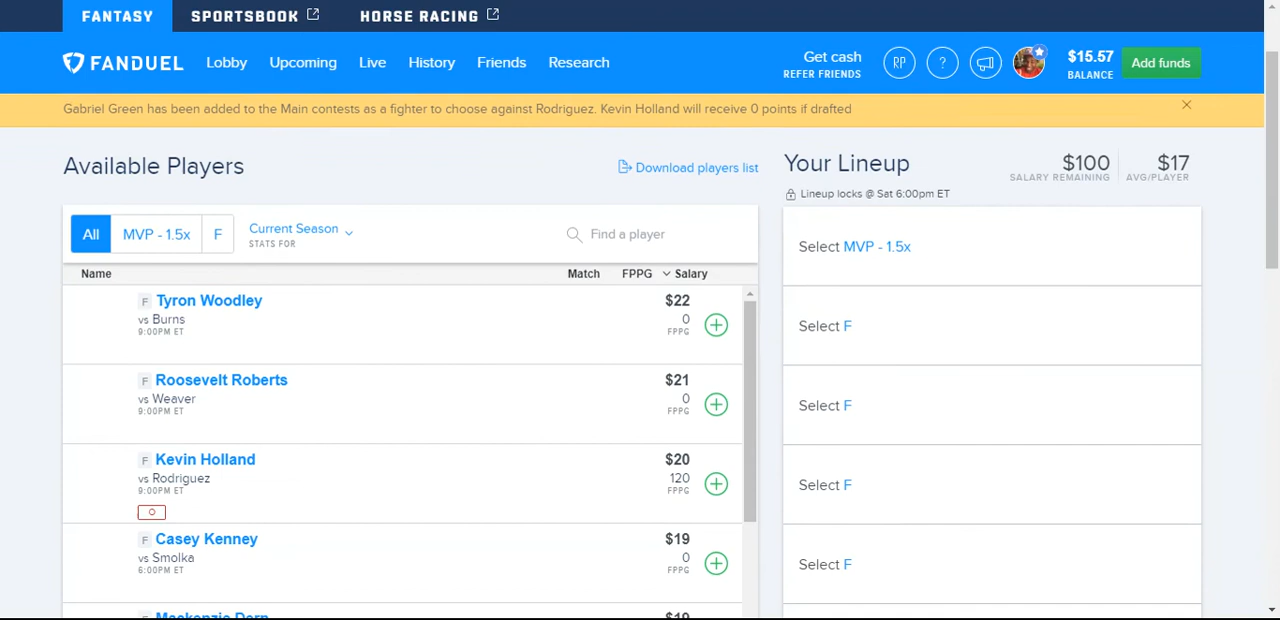 FANTASY SPORTSBOOK HORSE RACING
FANDUEL Lobby Upcoming Live History Friends Research Get cash REFER FRIENDS RP ? $15.57 BALANCE Add funds
Gabriel Green has been added to the Main contests as a fighter to choose against Rodriguez. Kevin Holland will receive 0 points if drafted
Available Players
Download players list
All MVP - 1.5x F Current Season STATS FOR Find a player
Name Match FPPG Salary
F Tyron Woodley $22
vs Burns 0
9:00PM ET FPPG
F Roosevelt Roberts $21
vs Weaver 0
9:00PM ET FPPG
F Kevin Holland $20
vs Rodriguez 120
9:00PM ET FPPG
O
F Casey Kenney $19
vs Smolka 0
6:00PM ET FPPG
Mackenzie Dern $19
Your Lineup $100 $17
SALARY REMAINING AVG/PLAYER
Lineup locks @ Sat 6:00pm ET
Select MVP - 1.5x
Select F
Select F
Select F
Select F